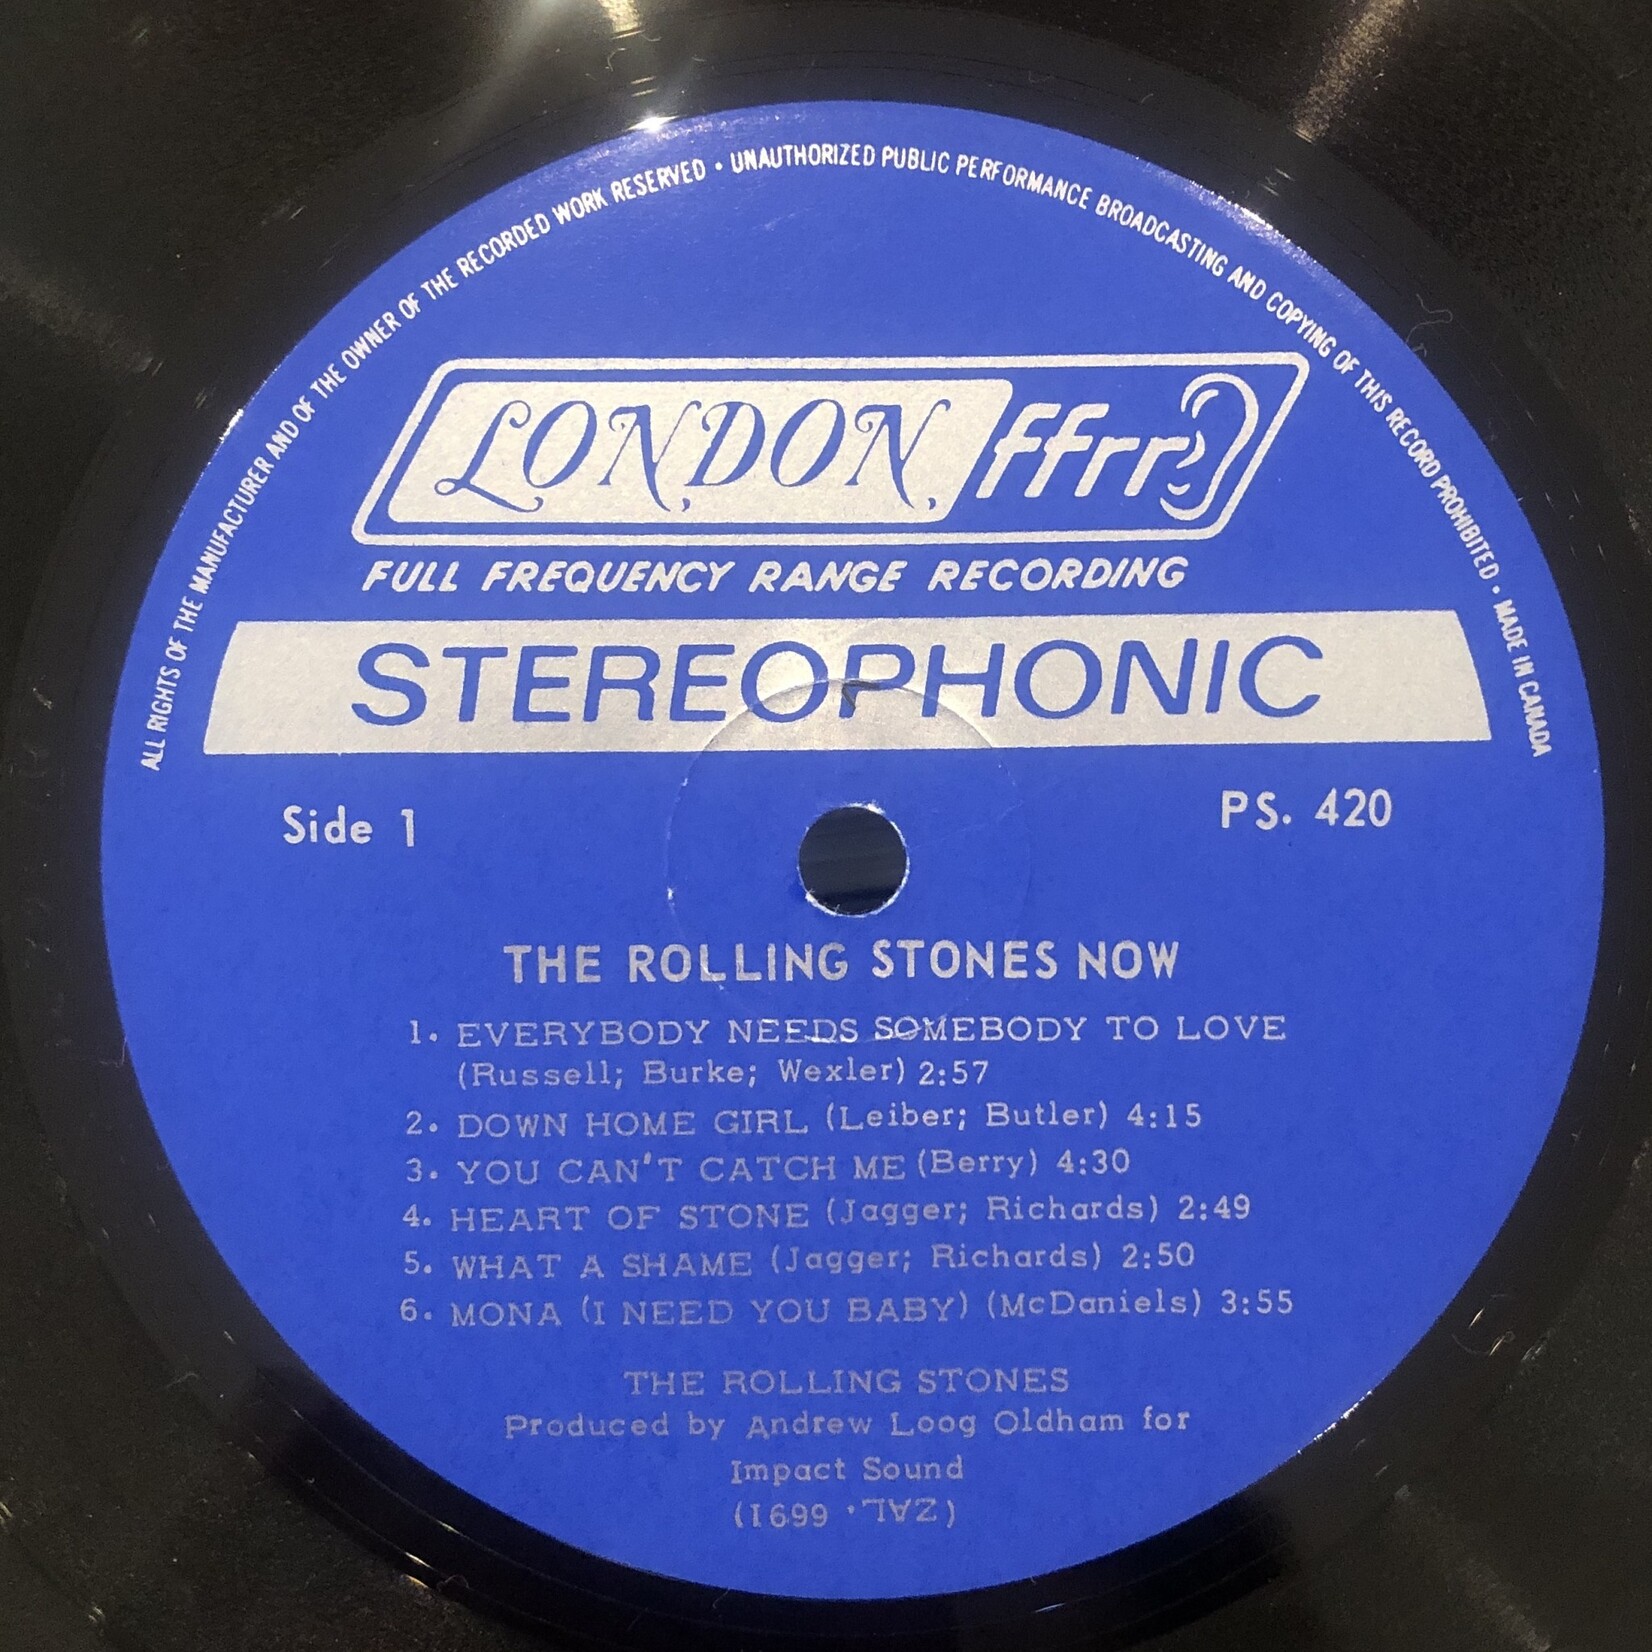 ALL RIGHTS OF THE MANUFACTURER AND OF THE OWNER OF THE RECORDED WORK RESERVED • UNAUTHORIZED PUBLIC PERFORMANCE BROADCASTING AND COPYING OF THIS RECORD PROHIBITED • MADE IN CANADA
LONDON ffrr
FULL FREQUENCY RANGE RECORDING
STEREOPHONIC
Side 1 PS. 420
THE ROLLING STONES NOW
1. EVERYBODY NEEDS SOMEBODY TO LOVE
(Russell; Burke; Wexler) 2:57
2. DOWN HOME GIRL (Leiber; Butler) 4:15
3. YOU CAN'T CATCH ME (Berry) 4:30
4. HEART OF STONE (Jagger; Richards) 2:49
5. WHAT A SHAME (Jagger; Richards) 2:50
6. MONA (I NEED YOU BABY) (McDaniels) 3:55
THE ROLLING STONES
Produced by Andrew Loog Oldham for
Impact Sound
(ZAL. 6691)